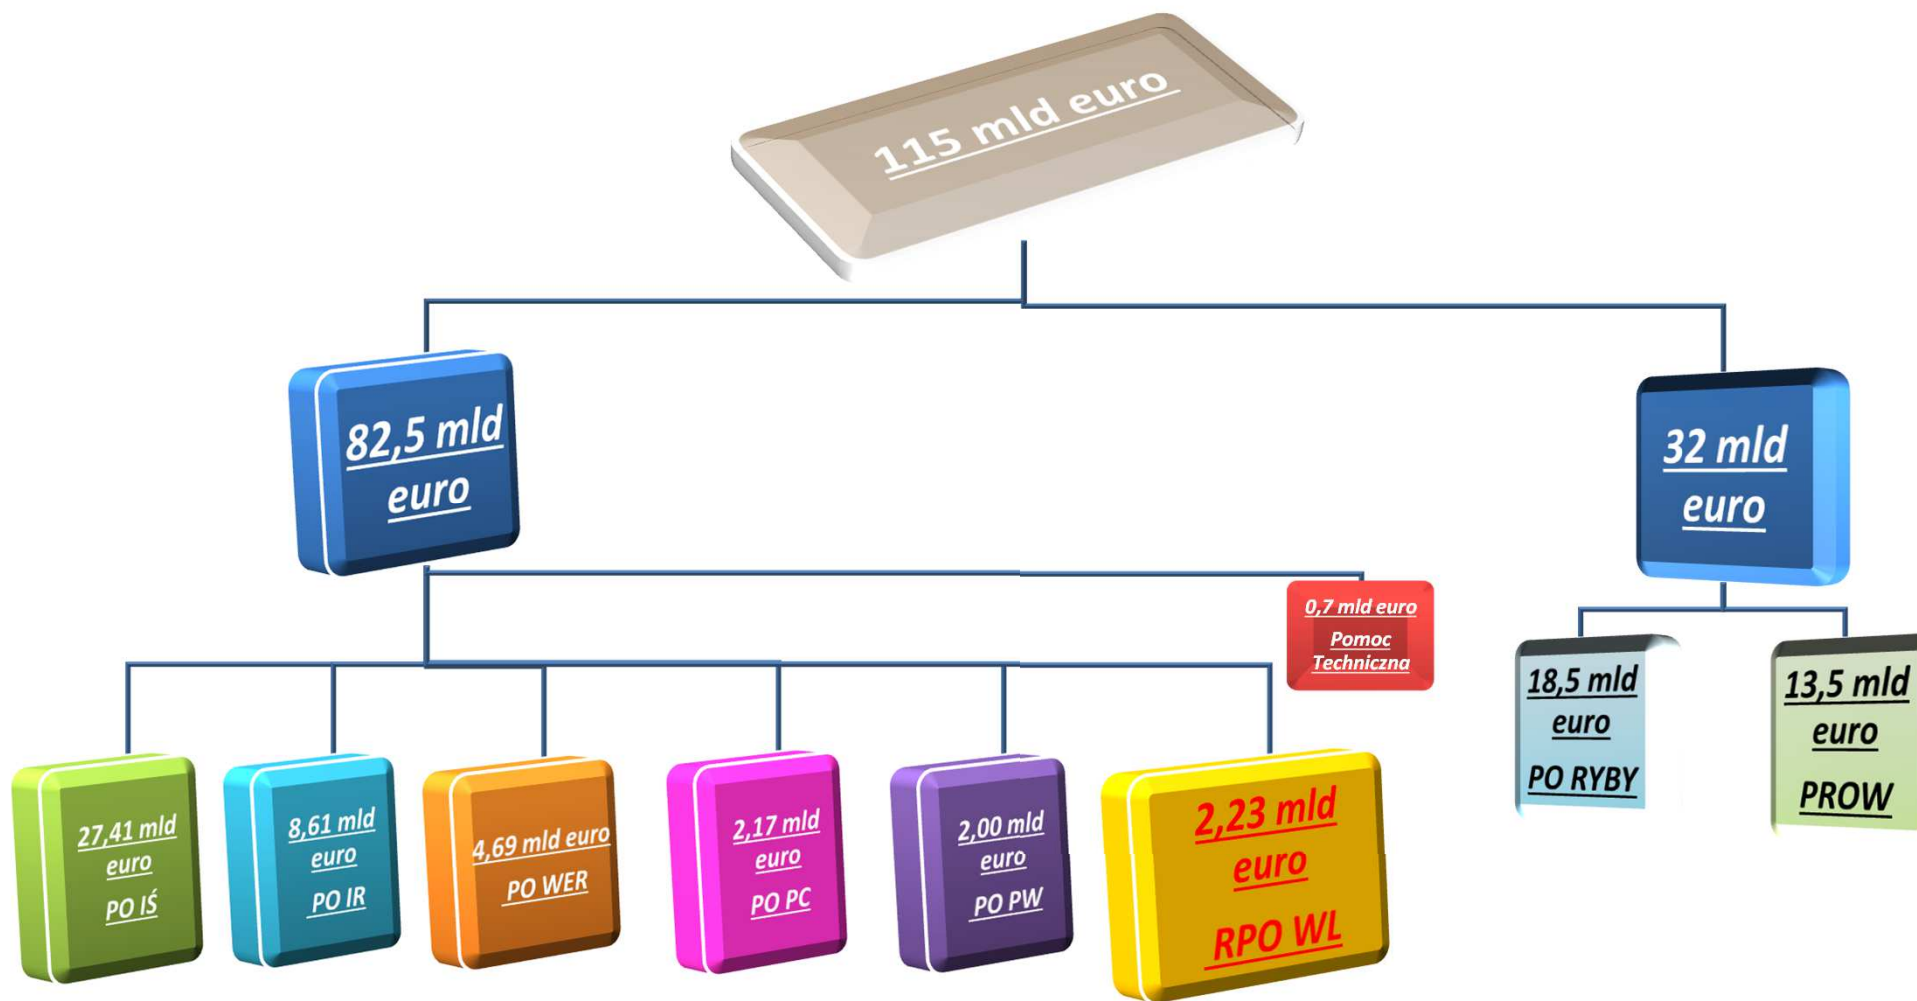 115 mld euro
82,5 mld
euro
32 mld
euro
0,7 mld euro
Pomoc
Techniczna
18,5 mld
euro
PO RYBY
13,5 mld
euro
PROW
27,41 mld
euro
PO IŚ
8,61 mld
euro
PO IR
4,69 mld euro
PO WER
2,17 mld
euro
PO PC
2,00 mld
euro
PO PW
2,23 mld
euro
RPO WL